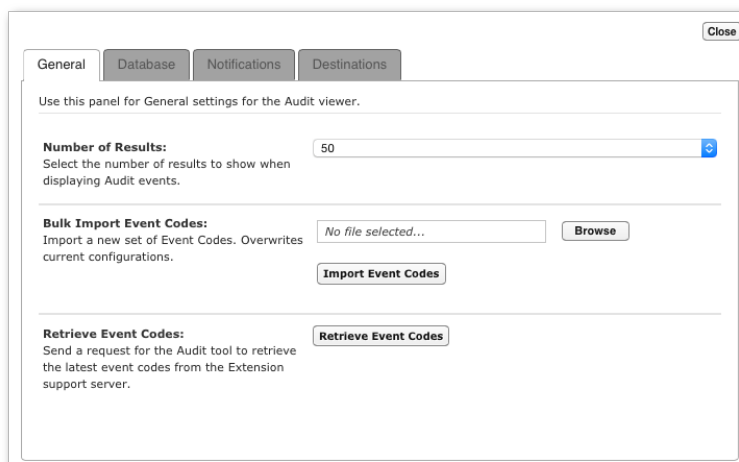 Close
General Database Notifications Destinations
Use this panel for General settings for the Audit viewer.
Number of Results:
50
Select the number of results to show when
displaying Audit events.
Bulk Import Event Codes:
Import a new set of Event Codes. Overwrites
current configurations.
No file selected...
Browse
Import Event Codes
Retrieve Event Codes:
Send a request for the Audit tool to retrieve
the latest event codes from the Extension
support server.
Retrieve Event Codes